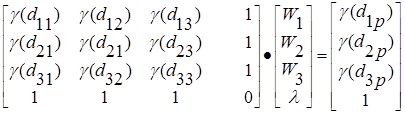 γ(d₁₁) γ(d₁₂) γ(d₁₃) 1 W₁ γ(d₁ₚ)
γ(d₂₁) γ(d₂₁) γ(d₂₃) 1 • W₂ = γ(d₂ₚ)
γ(d₃₁) γ(d₃₂) γ(d₃₃) 1 W₃ γ(d₃ₚ)
1 1 1 0 λ 1